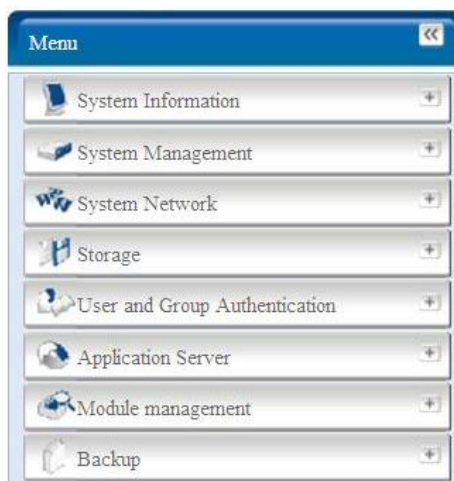 Menu
System Information
System Management
System Network
Storage
User and Group Authentication
Application Server
Module management
Backup